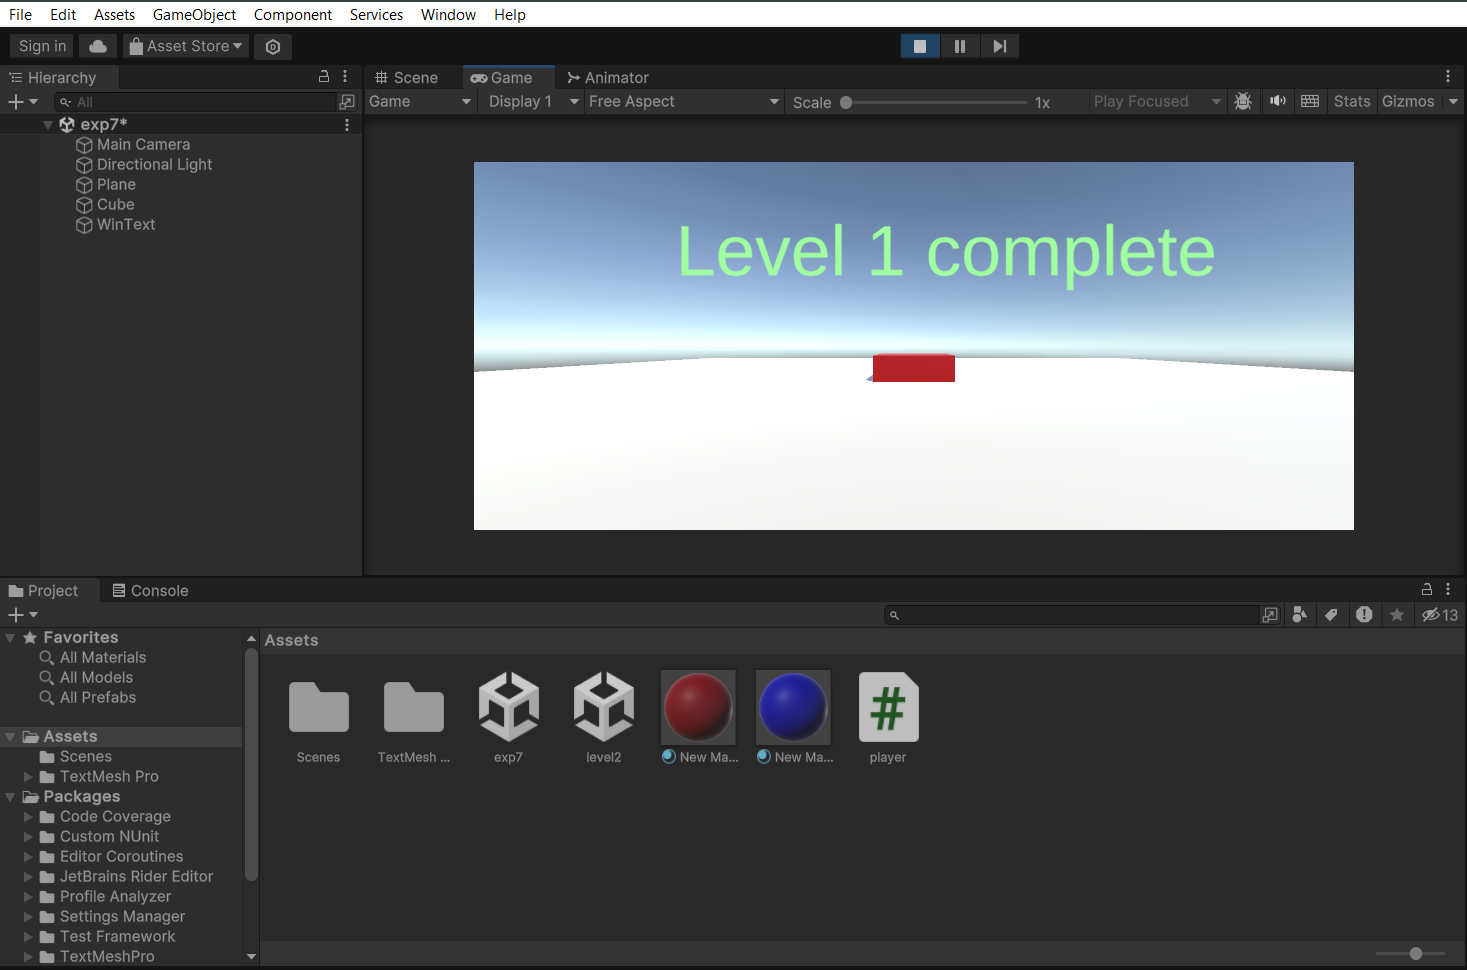 File Edit Assets GameObject Component Services Window Help
Sign in Asset Store
Hierarchy
All
exp7*
Main Camera
Directional Light
Plane
Cube
WinText
Scene Game Animator
Game Display 1 Free Aspect Scale 1x Play Focused Stats Gizmos
Level 1 complete
Project Console
13
Favorites
All Materials
All Models
All Prefabs
Assets
Scenes
TextMesh Pro
Packages
Code Coverage
Custom NUnit
Editor Coroutines
JetBrains Rider Editor
Profile Analyzer
Settings Manager
Test Framework
TextMeshPro
Assets
Scenes TextMesh ... exp7 level2 New Ma... New Ma... player
#